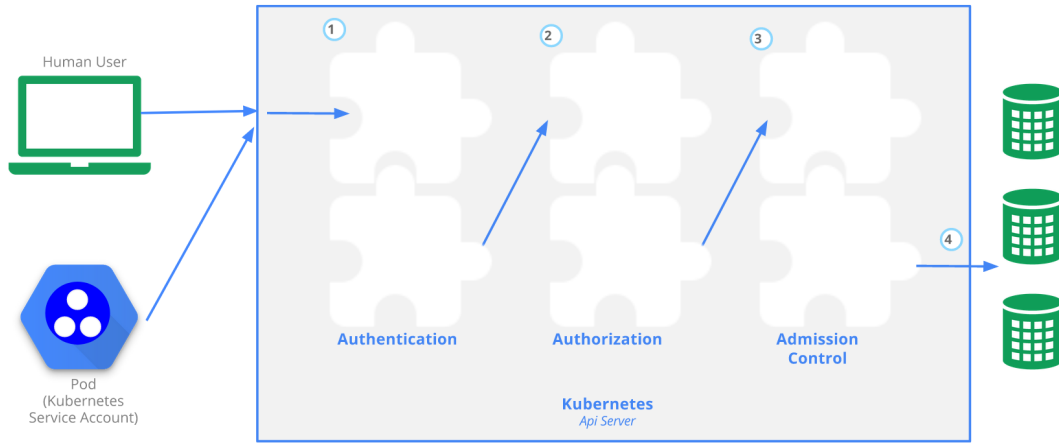 Human User
Pod
(Kubernetes
Service Account)
1
2
3
4
Authentication
Authorization
Admission
Control
Kubernetes
Api Server